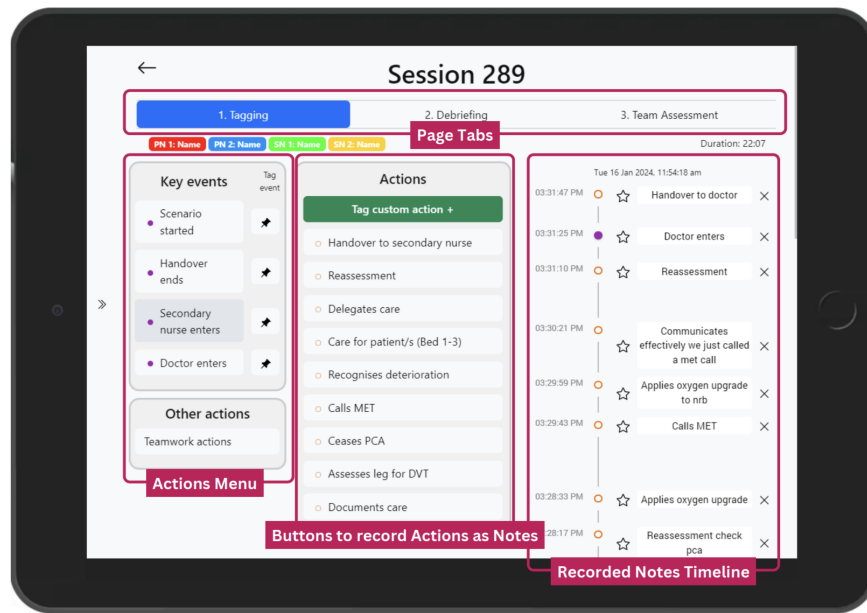 Session 289
1. Tagging
2. Debriefing
3. Team Assessment
Page Tabs
PN 1: Name
PN 2: Name
SN 1: Name
SN 2: Name
Duration: 22:07
Key events
Tag
event
Scenario
started
Handover
ends
Secondary
nurse enters
Doctor enters
Other actions
Teamwork actions
Actions Menu
Actions
Tag custom action +
Handover to secondary nurse
Reassessment
Delegates care
Care for patient/s (Bed 1-3)
Recognises deterioration
Calls MET
Ceases PCA
Assesses leg for DVT
Documents care
Buttons to record Actions as Notes
Tue 16 Jan 2024, 11:54:18 am
03:31:47 PM
Handover to doctor
03:31:25 PM
Doctor enters
03:31:10 PM
Reassessment
03:30:21 PM
Communicates
effectively we just called
a met call
03:29:59 PM
Applies oxygen upgrade
to nrb
03:29:43 PM
Calls MET
03:28:33 PM
Applies oxygen upgrade
:28:17 PM
Reassessment check
pca
Recorded Notes Timeline